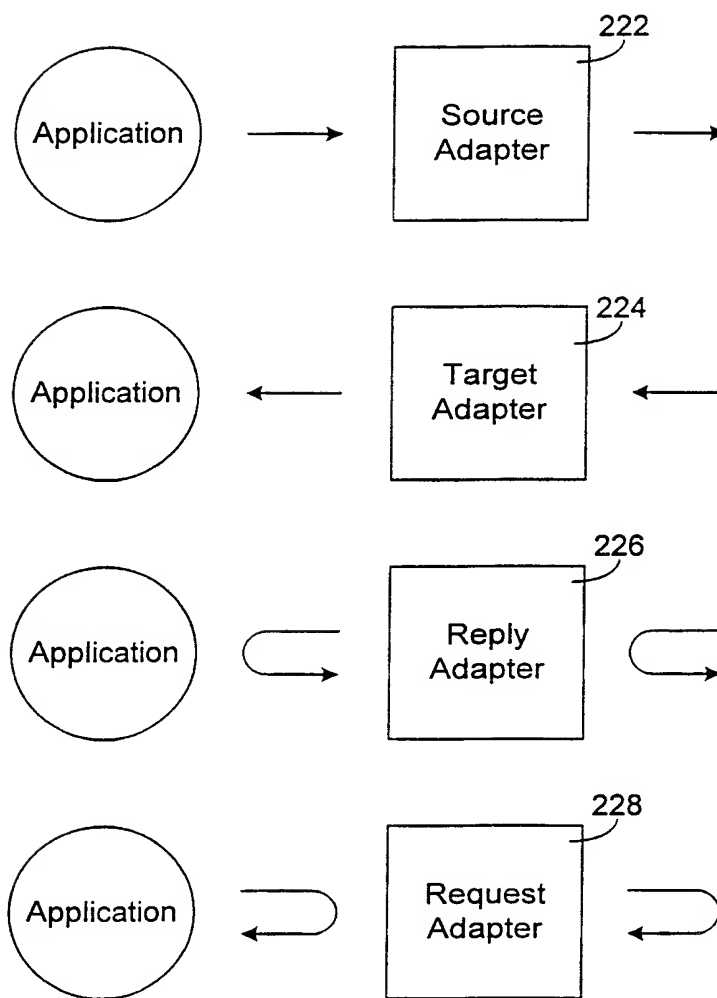 222
Application
Source
Adapter
224
Application
Target
Adapter
226
Application
Reply
Adapter
228
Application
Request
Adapter